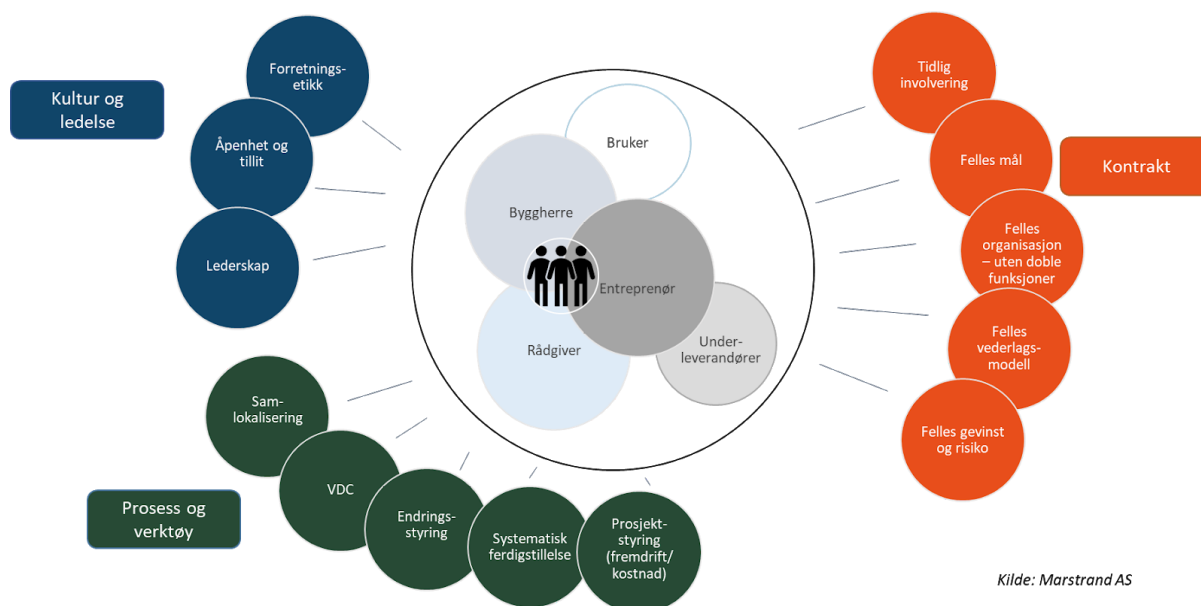 Kultur og
ledelse
Forretnings-
etikk
Åpenhet og
tillit
Lederskap
Bruker
Byggherre
Entreprenør
Rådgiver
Under-
leverandører
Tidlig
involvering
Felles mål
Kontrakt
Felles
organisasjon
– uten doble
funksjoner
Felles
vederlags-
modell
Felles gevinst
og risiko
Prosess og
verktøy
Sam-
lokalisering
VDC
Endrings-
styring
Systematisk
ferdigstillelse
Prosjekt-
styring
(fremdrift/
kostnad)
Kilde: Marstrand AS